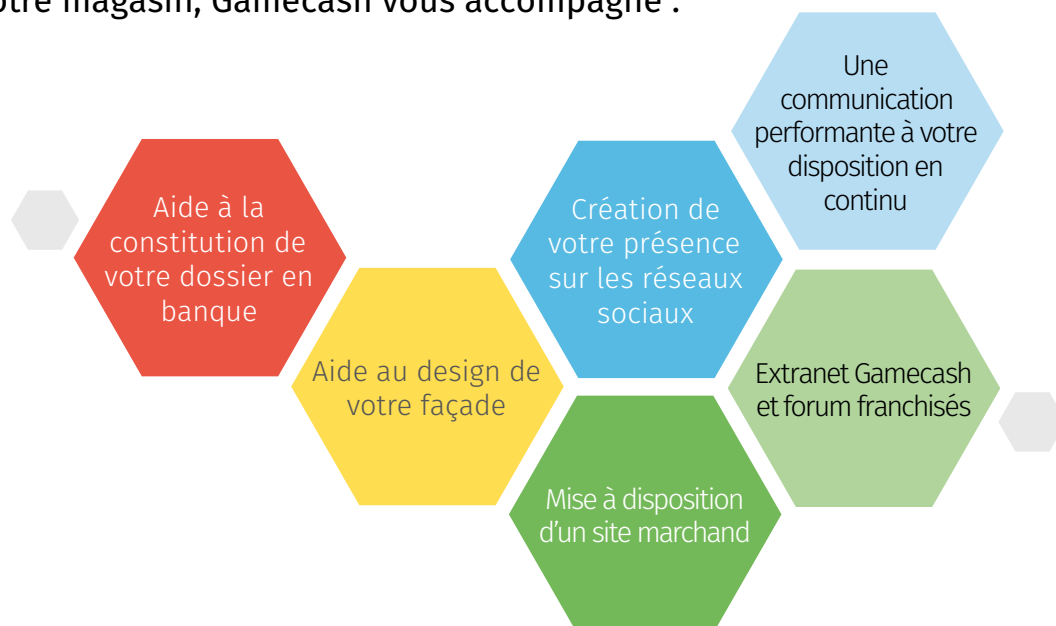 otre magasin, Gamecash vous accompagne :
Une
communication
performante à votre
disposition en
continu
Aide à la
constitution de
votre dossier en
banque
Création de
votre présence
sur les réseaux
sociaux
Aide au design de
votre façade
Extranet Gamecash
et forum franchisés
Mise à disposition
d'un site marchand